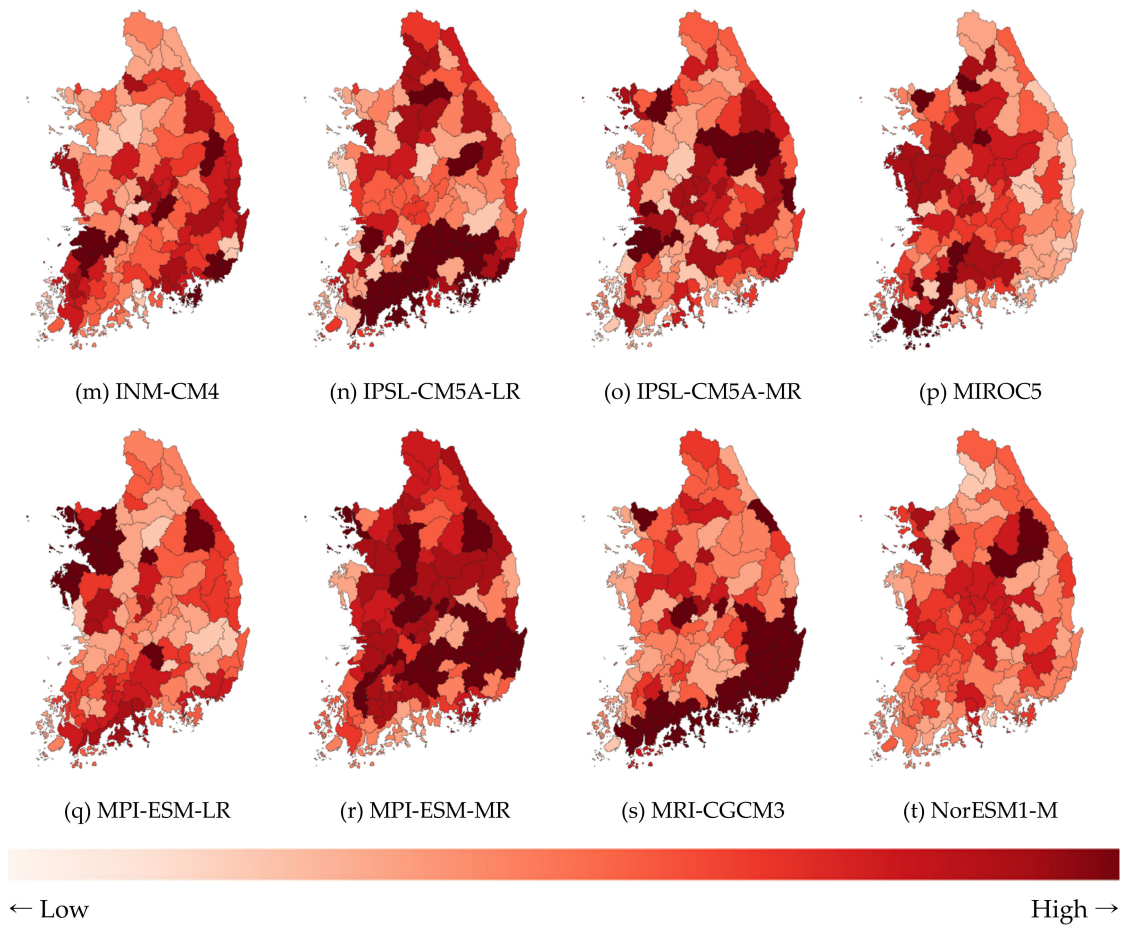 (m) INM-CM4
(n) IPSL-CM5A-LR
(o) IPSL-CM5A-MR
(p) MIROC5
(q) MPI-ESM-LR
(r) MPI-ESM-MR
(s) MRI-CGCM3
(t) NorESM1-M
← Low
High →